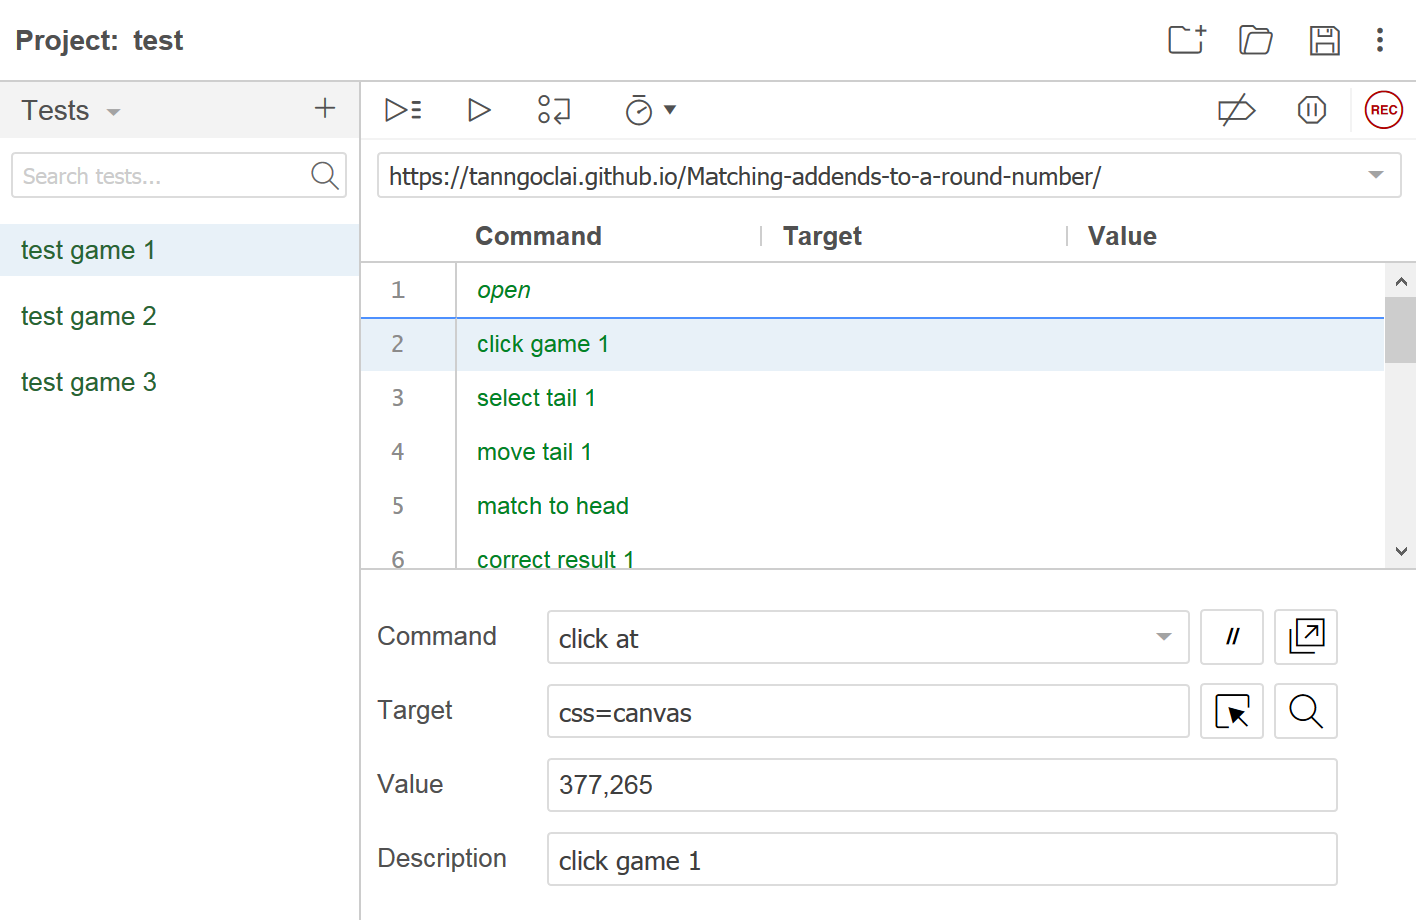 Project: test
Tests
Search tests...
test game 1
test game 2
test game 3
REC
https://tanngoclai.github.io/Matching-addends-to-a-round-number/
Command Target Value
1 open
2 click game 1
3 select tail 1
4 move tail 1
5 match to head
6 correct result 1
Command click at //
Target css=canvas
Value 377,265
Description click game 1